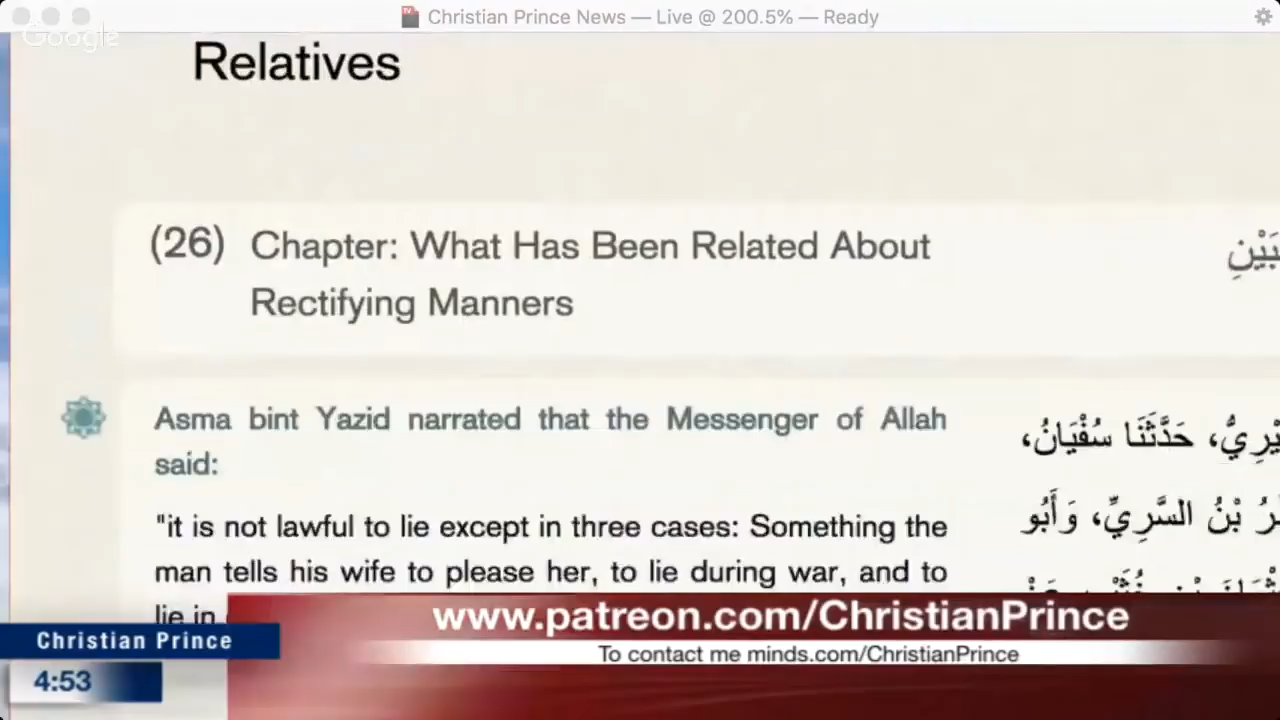 Christian Prince News — Live @ 200.5% — Ready
Google
Relatives
(26) Chapter: What Has Been Related About
Rectifying Manners
Asma bint Yazid narrated that the Messenger of Allah
said:
"it is not lawful to lie except in three cases: Something the
man tells his wife to please her, to lie during war, and to
lie in
يْرِيُّ، حَدَّثَنَا سُفْيَانُ،
بْنُ السَّرِيِّ، وَأَبُو
www.patreon.com/ChristianPrince
To contact me minds.com/ChristianPrince
Christian Prince
4:53